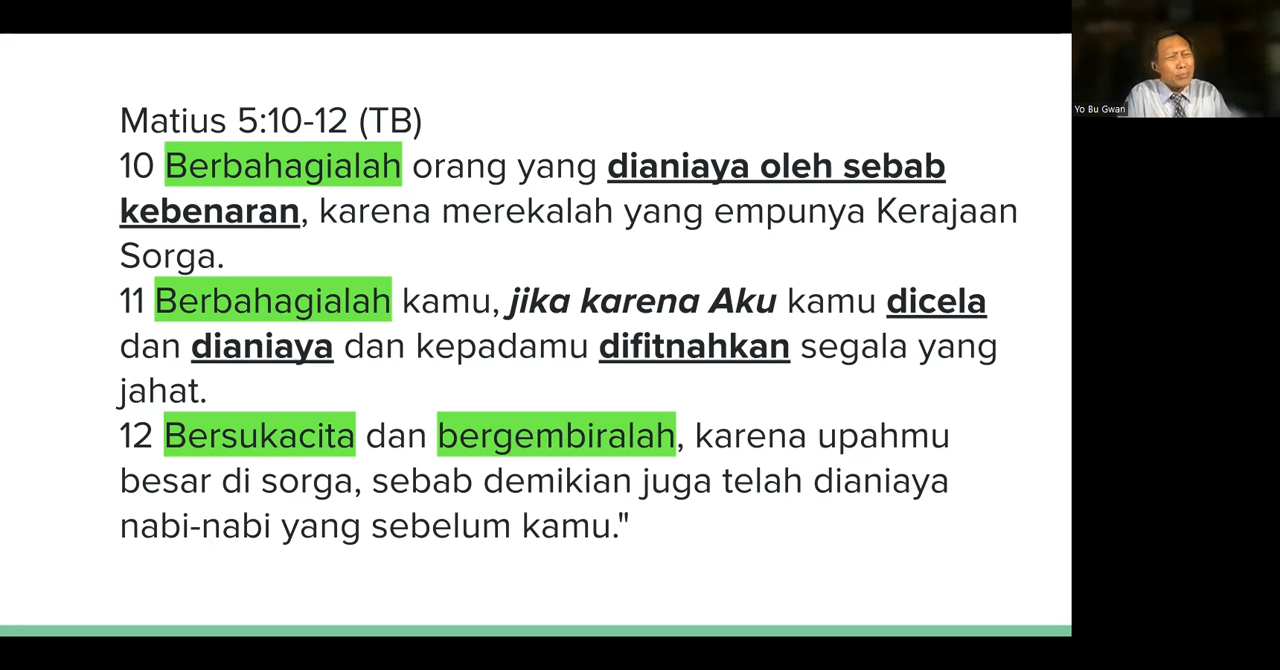 Matius 5:10-12 (TB)
10 Berbahagialah orang yang dianiaya oleh sebab
kebenaran, karena merekalah yang empunya Kerajaan
Sorga.
11 Berbahagialah kamu, jika karena Aku kamu dicela
dan dianiaya dan kepadamu difitnahkan segala yang
jahat.
12 Bersukacita dan bergembiralah, karena upahmu
besar di sorga, sebab demikian juga telah dianiaya
nabi-nabi yang sebelum kamu."
Yo Bu Gwan